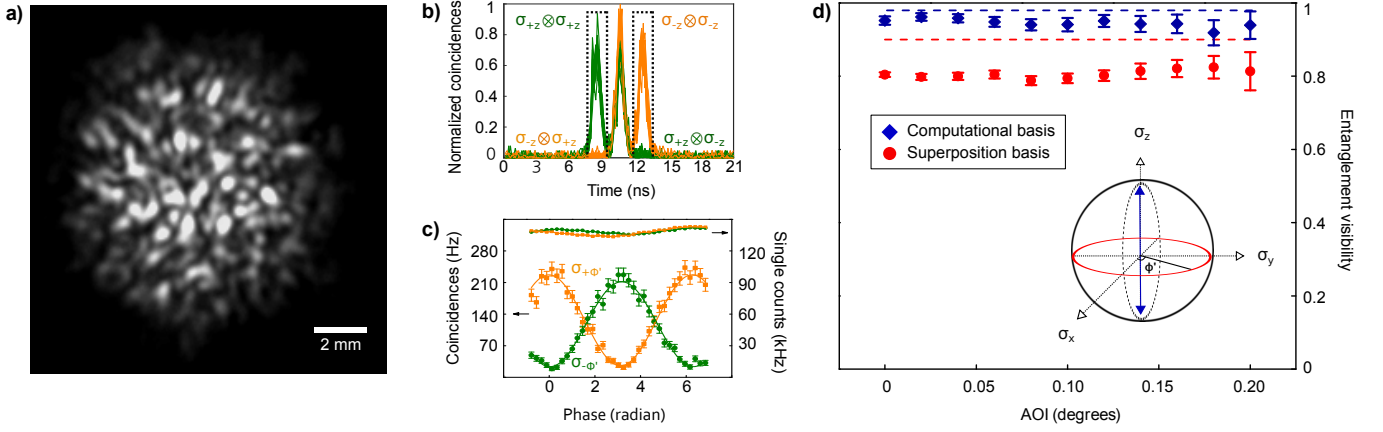 a)
2 mm
b)
Normalized coincidences
1
0.8
0.6
0.4
0.2
0
σ+z⊗σ+z
σ-z⊗σ-z
σ-z⊗σ+z
σ+z⊗σ-z
0 3 6 9 12 15 18 21
Time (ns)
c)
Coincidences (Hz)
280
210
140
70
σ+Φ'
σ-Φ'
120
90
60
30
Single counts (kHz)
0 2 4 6
Phase (radian)
d)
1
0.8
0.6
0.4
0.2
0
Entanglement visibility
Computational basis
Superposition basis
σz
σy
σx
ϕ'
0 0.05 0.10 0.15 0.20
AOI (degrees)